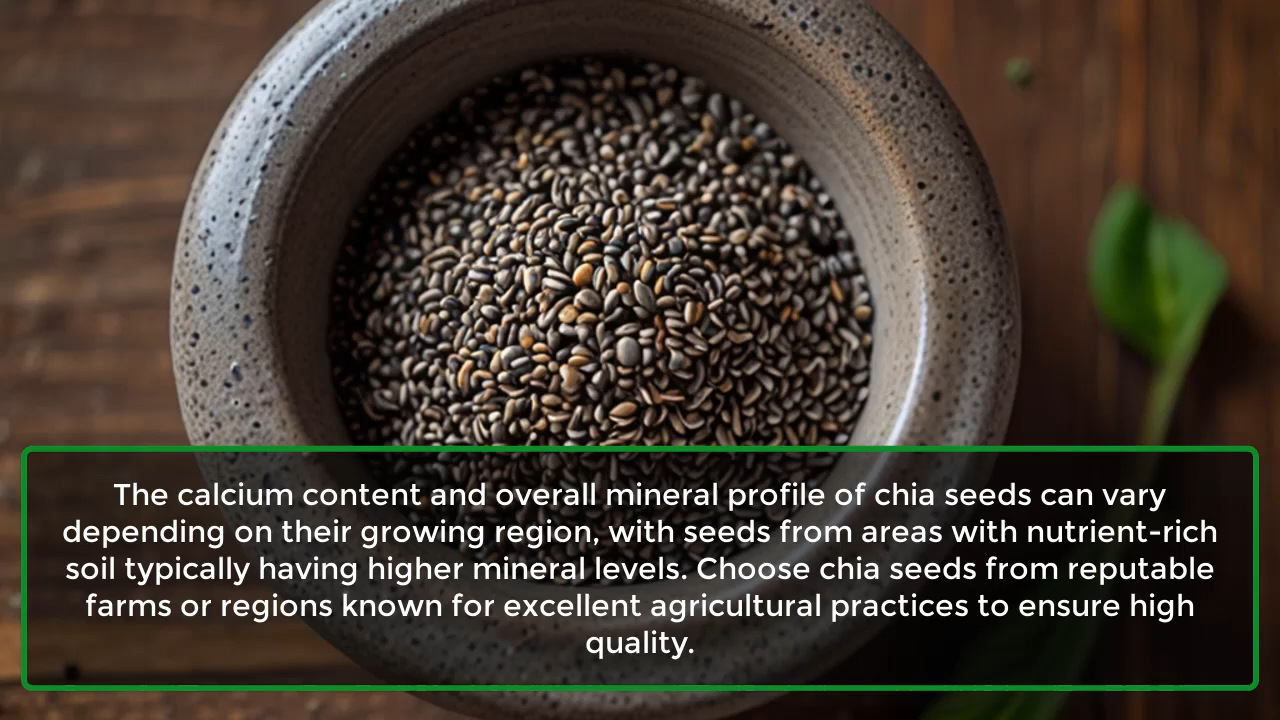 The calcium content and overall mineral profile of chia seeds can vary
depending on their growing region, with seeds from areas with nutrient-rich
soil typically having higher mineral levels. Choose chia seeds from reputable
farms or regions known for excellent agricultural practices to ensure high
quality.